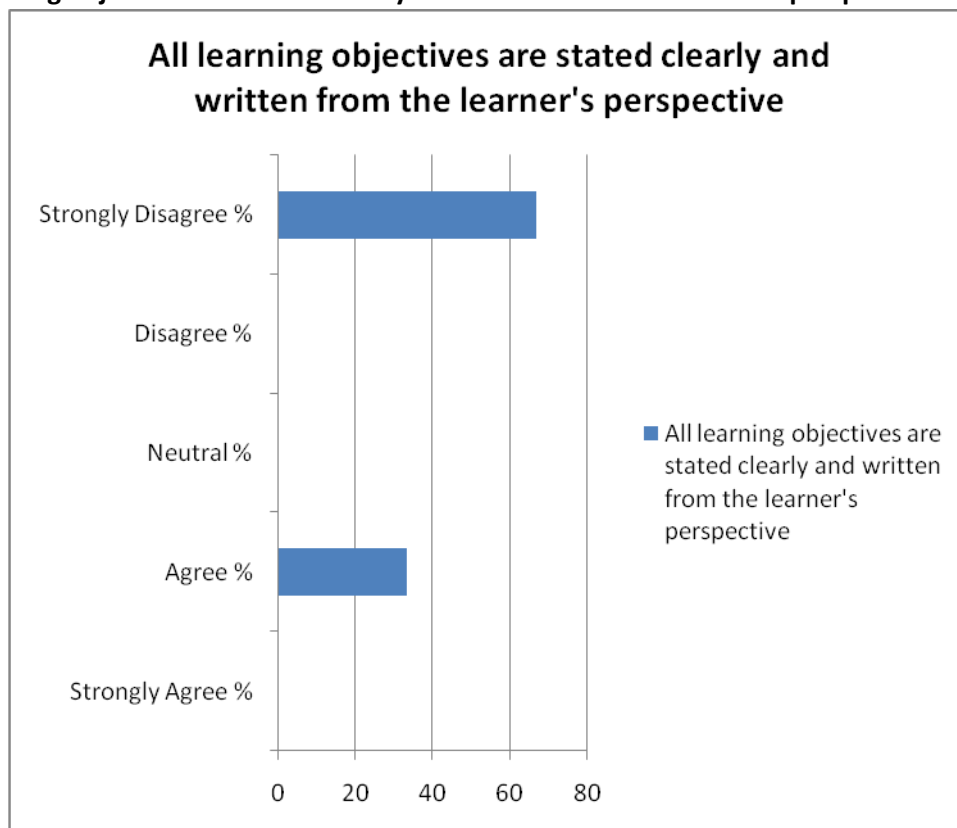 All learning objectives are stated clearly and
written from the learner's perspective
Strongly Disagree %
Disagree %
Neutral %
Agree %
Strongly Agree %
0 20 40 60 80
All learning objectives are
stated clearly and written
from the learner's
perspective